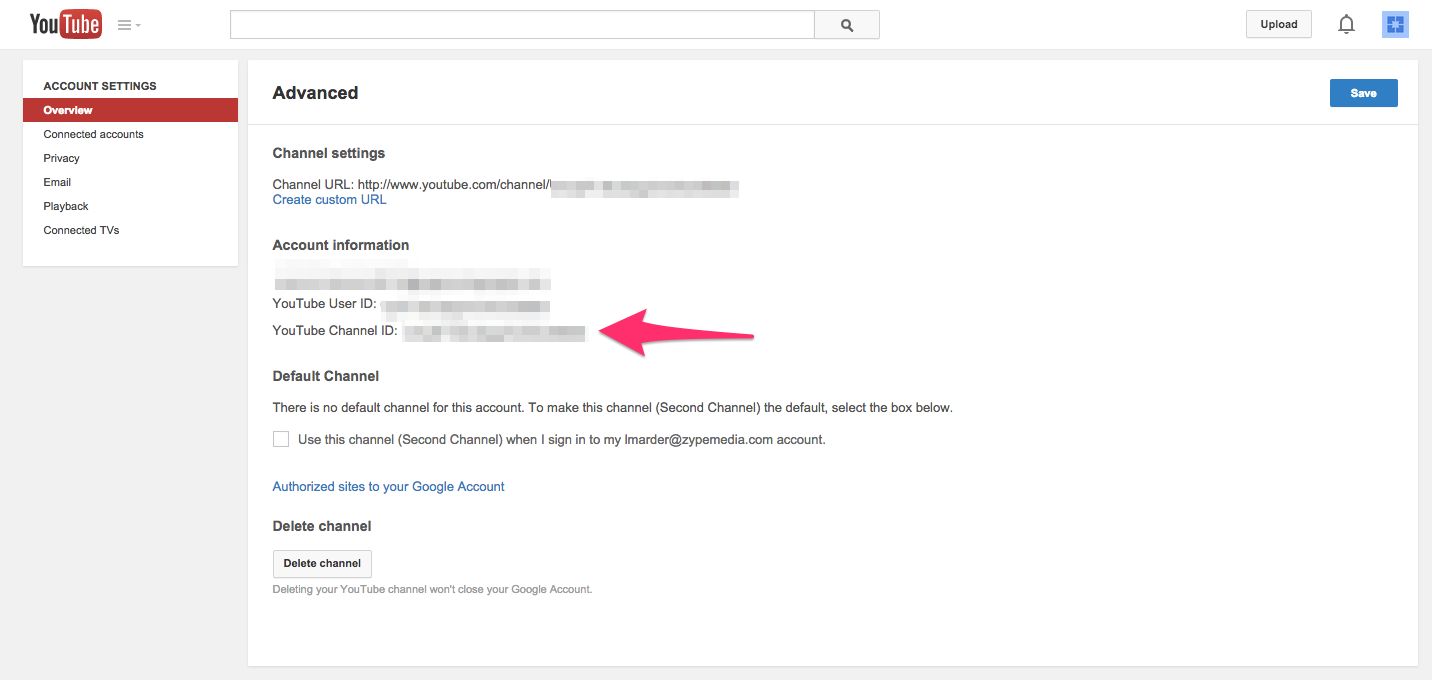 YouTube
Upload
ACCOUNT SETTINGS
Overview
Connected accounts
Privacy
Email
Playback
Connected TVs
Advanced
Save
Channel settings
Channel URL: http://www.youtube.com/channel/
Create custom URL
Account information
YouTube User ID:
YouTube Channel ID:
Default Channel
There is no default channel for this account. To make this channel (Second Channel) the default, select the box below.
Use this channel (Second Channel) when I sign in to my lmarder@zypemedia.com account.
Authorized sites to your Google Account
Delete channel
Delete channel
Deleting your YouTube channel won't close your Google Account.